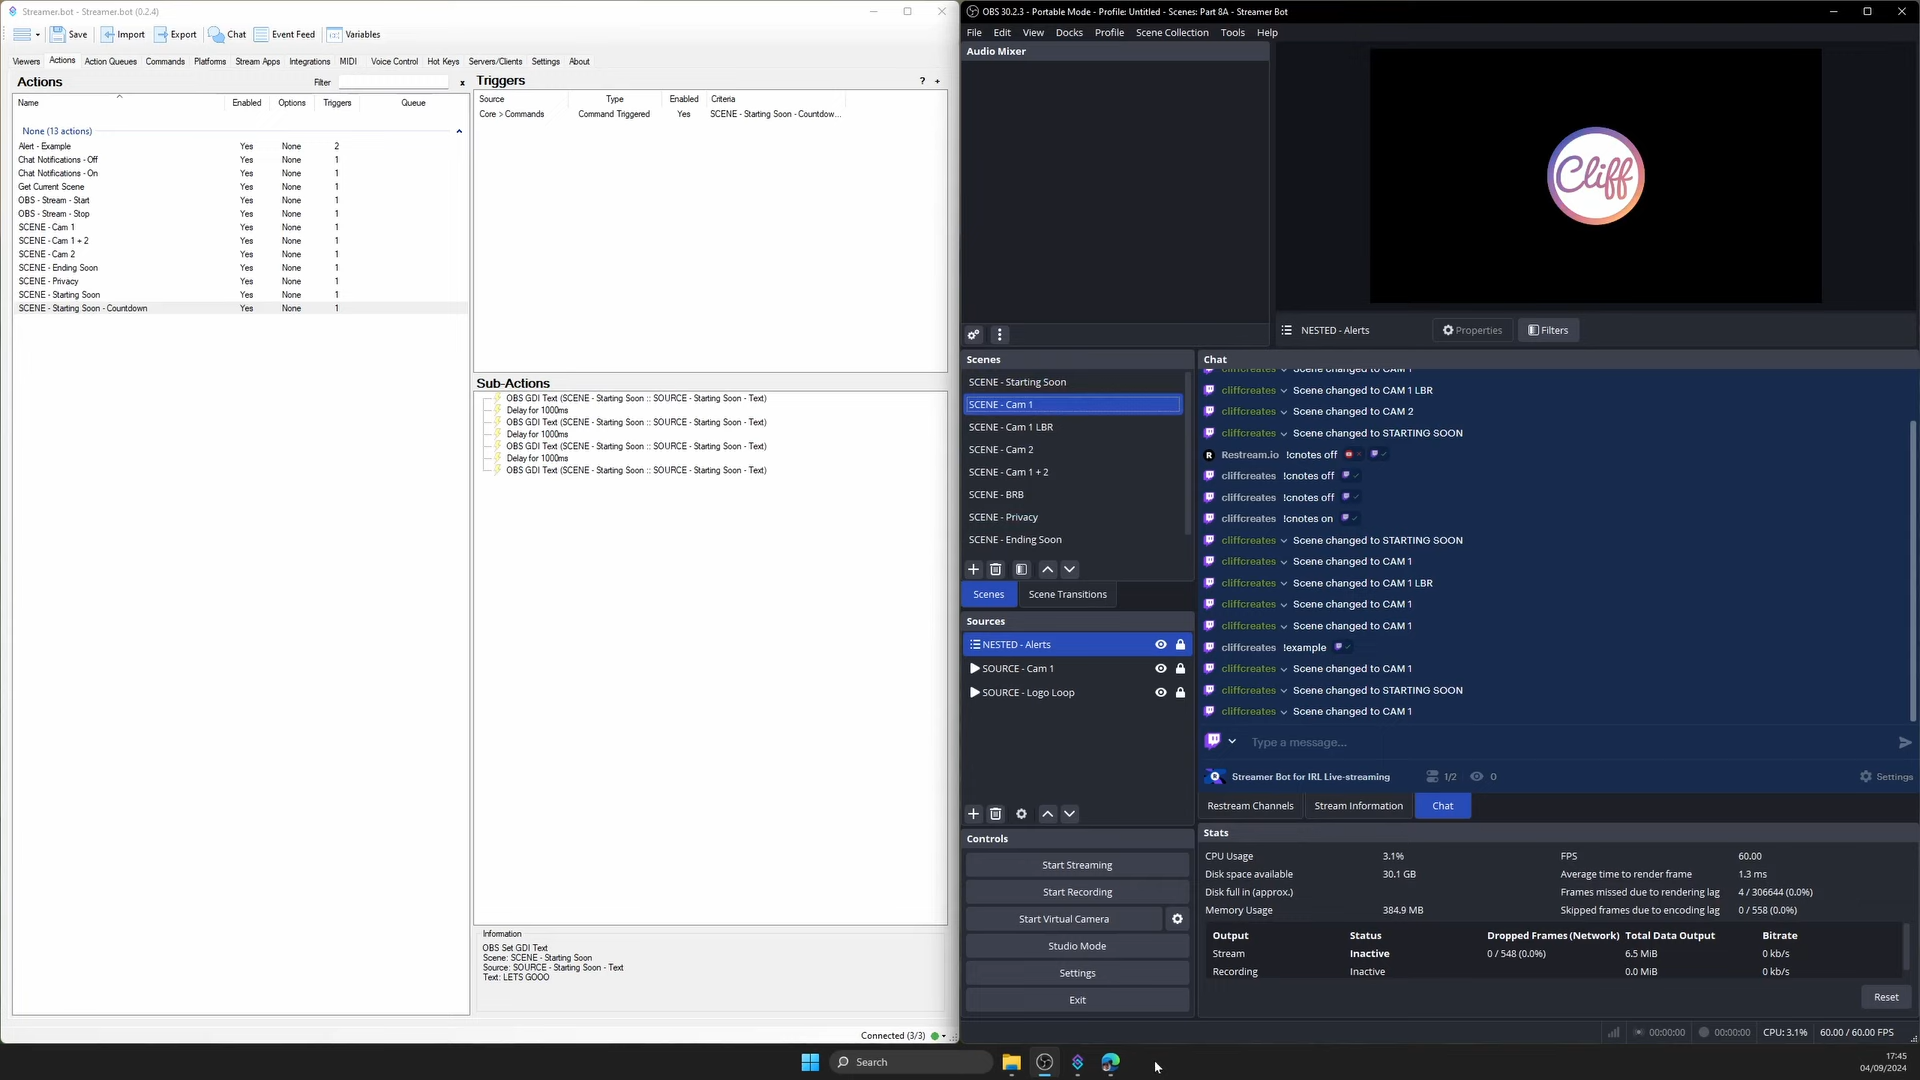 Streamer.bot - Streamer.bot (0.2.4)
Save
Import
Export
Chat
Event Feed
Variables
Viewers
Actions
Action Queues
Commands
Platforms
Stream Apps
Integrations
MIDI
Voice Control
Hot Keys
Servers/Clients
Settings
About
Actions
Filter
x
Name
Enabled
Options
Triggers
Queue
None (13 actions)
Alert - Example Yes None 2
Chat Notifications - Off Yes None 1
Chat Notifications - On Yes None 1
Get Current Scene Yes None 1
OBS - Stream - Start Yes None 1
OBS - Stream - Stop Yes None 1
SCENE - Cam 1 Yes None 1
SCENE - Cam 1 + 2 Yes None 1
SCENE - Cam 2 Yes None 1
SCENE - Ending Soon Yes None 1
SCENE - Privacy Yes None 1
SCENE - Starting Soon Yes None 1
SCENE - Starting Soon - Countdown Yes None 1
Triggers
? +
Source Type Enabled Criteria
Core > Commands Command Triggered Yes SCENE - Starting Soon - Countdow...
Sub-Actions
OBS GDI Text (SCENE - Starting Soon :: SOURCE - Starting Soon - Text)
Delay for 1000ms
OBS GDI Text (SCENE - Starting Soon :: SOURCE - Starting Soon - Text)
Delay for 1000ms
OBS GDI Text (SCENE - Starting Soon :: SOURCE - Starting Soon - Text)
Delay for 1000ms
OBS GDI Text (SCENE - Starting Soon :: SOURCE - Starting Soon - Text)
Information
OBS Set GDI Text
Scene: SCENE - Starting Soon
Source: SOURCE - Starting Soon - Text
Text: LETS GOOO
Connected (3/3)
OBS 30.2.3 - Portable Mode - Profile: Untitled - Scenes: Part 8A - Streamer Bot
File Edit View Docks Profile Scene Collection Tools Help
Audio Mixer
Cliff
NESTED - Alerts
Properties
Filters
Scenes
SCENE - Starting Soon
SCENE - Cam 1
SCENE - Cam 1 LBR
SCENE - Cam 2
SCENE - Cam 1 + 2
SCENE - BRB
SCENE - Privacy
SCENE - Ending Soon
Scenes
Scene Transitions
Sources
NESTED - Alerts
SOURCE - Cam 1
SOURCE - Logo Loop
Controls
Start Streaming
Start Recording
Start Virtual Camera
Studio Mode
Settings
Exit
Chat
cliffcreates Scene changed to CAM 1
cliffcreates Scene changed to CAM 1 LBR
cliffcreates Scene changed to CAM 2
cliffcreates Scene changed to STARTING SOON
R Restream.io !cnotes off
cliffcreates !cnotes off
cliffcreates !cnotes off
cliffcreates !cnotes on
cliffcreates Scene changed to STARTING SOON
cliffcreates Scene changed to CAM 1
cliffcreates Scene changed to CAM 1 LBR
cliffcreates Scene changed to CAM 1
cliffcreates Scene changed to CAM 1
cliffcreates !example
cliffcreates Scene changed to CAM 1
cliffcreates Scene changed to STARTING SOON
cliffcreates Scene changed to CAM 1
Type a message...
Streamer Bot for IRL Live-streaming 1/2 0 Settings
Restream Channels
Stream Information
Chat
Stats
CPU Usage 3.1% FPS 60.00
Disk space available 30.1 GB Average time to render frame 1.3 ms
Disk full in (approx.) Frames missed due to rendering lag 4 / 306644 (0.0%)
Memory Usage 384.9 MB Skipped frames due to encoding lag 0 / 558 (0.0%)
Output Status Dropped Frames (Network) Total Data Output Bitrate
Stream Inactive 0 / 548 (0.0%) 6.5 MiB 0 kb/s
Recording Inactive 0.0 MiB 0 kb/s
Reset
00:00:00 00:00:00 CPU: 3.1% 60.00 / 60.00 FPS
Search
17:45
04/09/2024